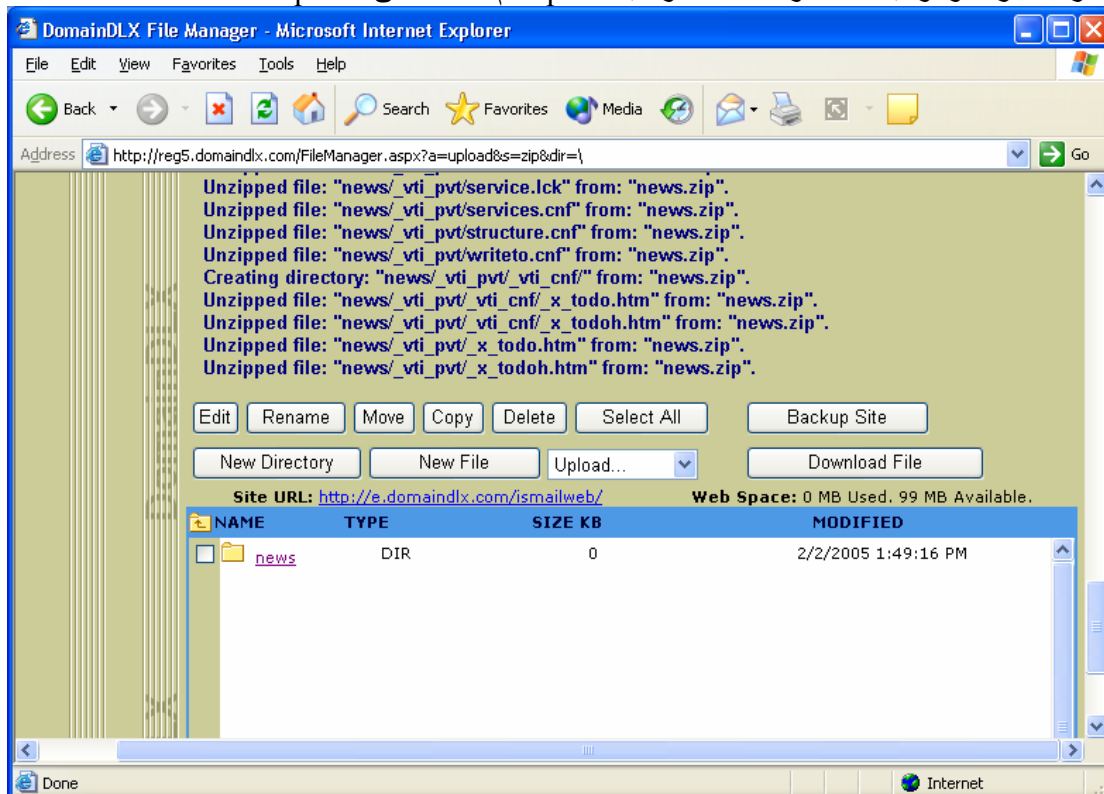 DomainDLX File Manager - Microsoft Internet Explorer
File Edit View Favorites Tools Help
Back Search Favorites Media
Address http://reg5.domaindlx.com/FileManager.aspx?a=upload&s=zip&dir=\ Go
Unzipped file: "news/_vti_pvt/service.lck" from: "news.zip".
Unzipped file: "news/_vti_pvt/services.cnf" from: "news.zip".
Unzipped file: "news/_vti_pvt/structure.cnf" from: "news.zip".
Unzipped file: "news/_vti_pvt/writeto.cnf" from: "news.zip".
Creating directory: "news/_vti_pvt/_vti_cnf/" from: "news.zip".
Unzipped file: "news/_vti_pvt/_vti_cnf/_x_todo.htm" from: "news.zip".
Unzipped file: "news/_vti_pvt/_vti_cnf/_x_todoh.htm" from: "news.zip".
Unzipped file: "news/_vti_pvt/_x_todo.htm" from: "news.zip".
Unzipped file: "news/_vti_pvt/_x_todoh.htm" from: "news.zip".
Edit Rename Move Copy Delete Select All Backup Site
New Directory New File Upload... Download File
Site URL: http://e.domaindlx.com/ismailweb/ Web Space: 0 MB Used. 99 MB Available.
NAME TYPE SIZE KB MODIFIED
news DIR 0 2/2/2005 1:49:16 PM
Done Internet